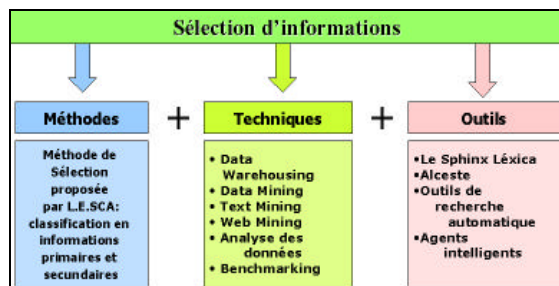 Sélection d'informations
Méthodes
+
Techniques
+
Outils
Méthode de
Sélection
proposée
par L.E.SCA:
classification en
informations
primaires et
secundaires
• Data
Warehousing
• Data Mining
• Text Mining
• Web Mining
• Analyse des
données
• Benchmarking
•Le Sphinx Léxica
•Alceste
•Outils de
recherche
automatique
•Agents
intelligents